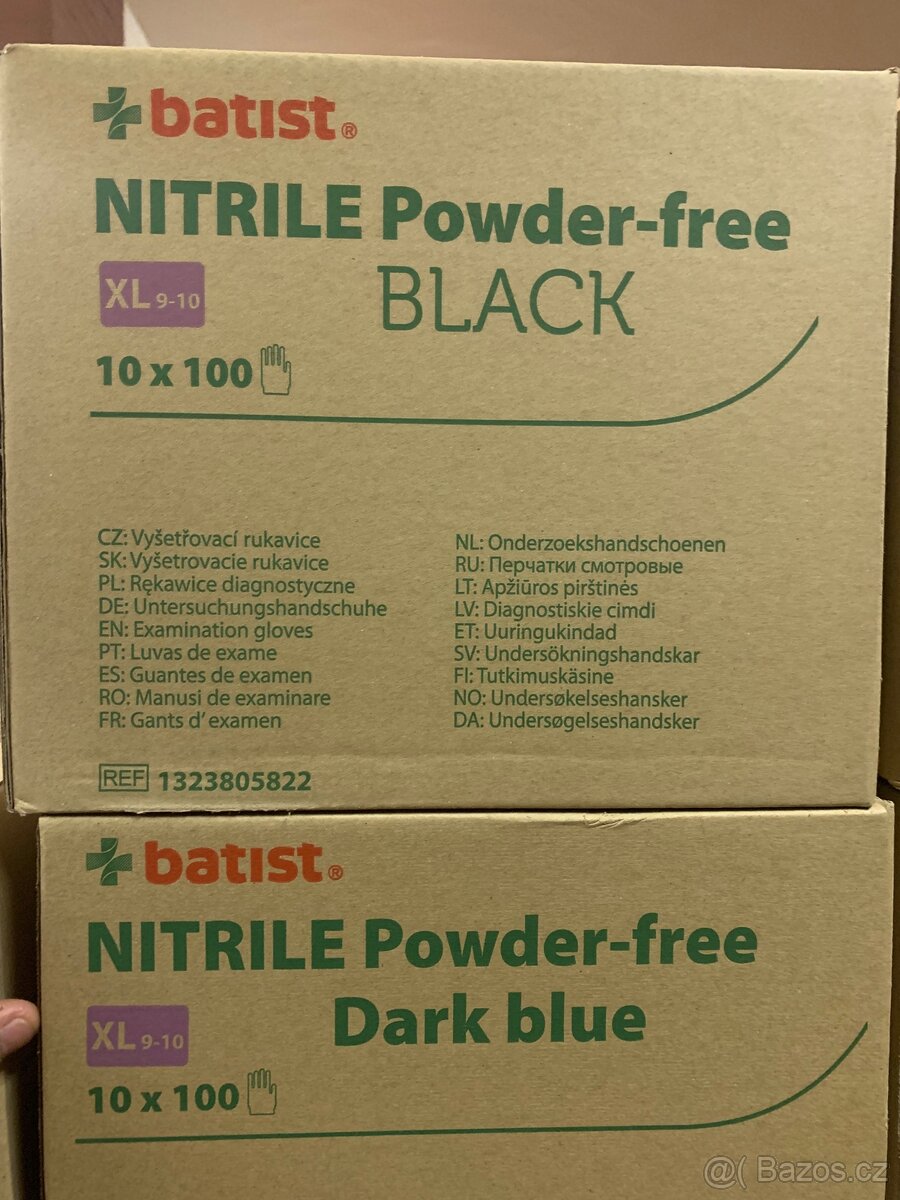 batist®
NITRILE Powder-free
BLACK
XL 9-10
10 x 100
CZ: Vyšetřovací rukavice
SK: Vyšetrovacie rukavice
PL: Rękawice diagnostyczne
DE: Untersuchungshandschuhe
EN: Examination gloves
PT: Luvas de exame
ES: Guantes de examen
RO: Manusi de examinare
FR: Gants d' examen
NL: Onderzoekshandschoenen
RU: Перчатки смотровые
LT: Apžiūros pirštinės
LV: Diagnostiskie cimdi
ET: Uuringukindad
SV: Undersökningshandskar
FI: Tutkimuskäsine
NO: Undersøkelseshansker
DA: Undersøgelseshandsker
REF 1323805822
batist®
NITRILE Powder-free
Dark blue
XL 9-10
10 x 100
@( Bazos.cz